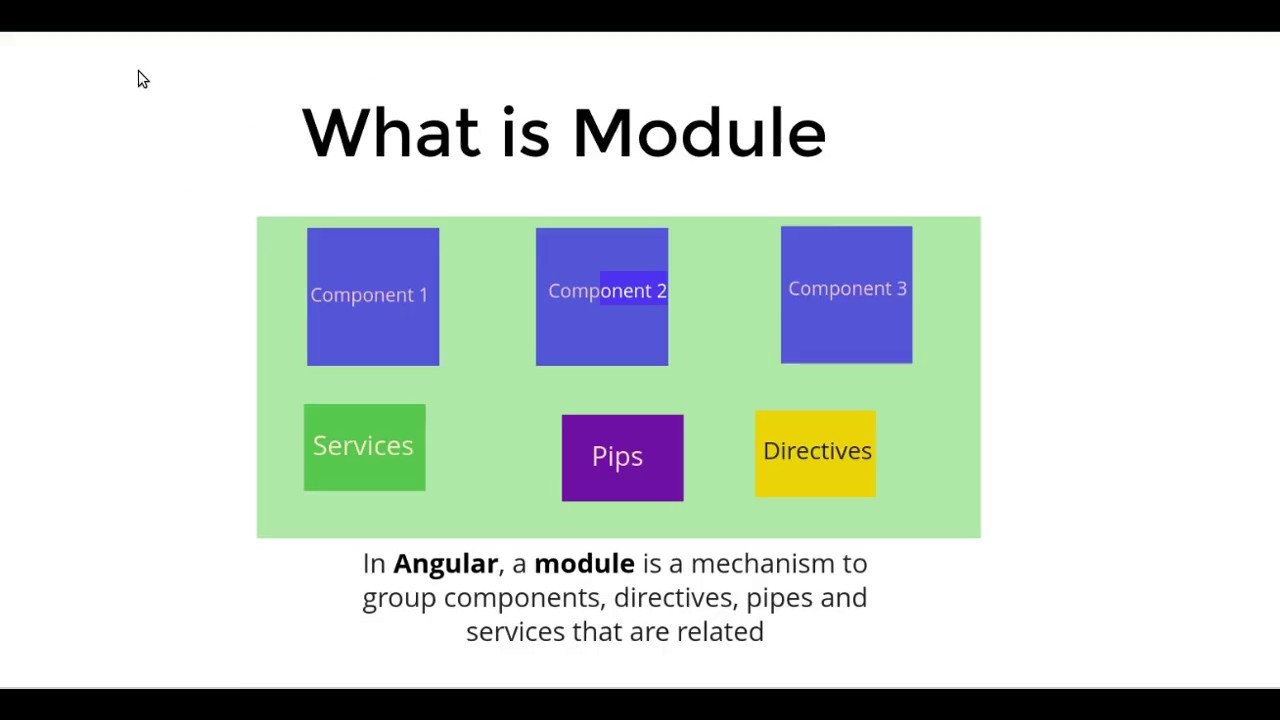 What is Module
Component 1
Component 2
Component 3
Services
Pips
Directives
In Angular, a module is a mechanism to
group components, directives, pipes and
services that are related